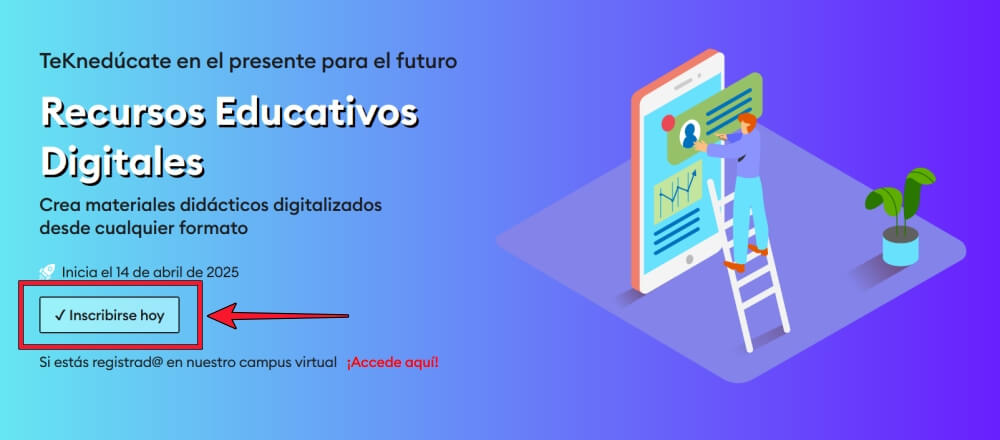 TeKnedúcate en el presente para el futuro
Recursos Educativos
Digitales
Crea materiales didácticos digitalizados
desde cualquier formato
Inicia el 14 de abril de 2025
✓ Inscribirse hoy
Si estás registrad@ en nuestro campus virtual ¡Accede aquí!